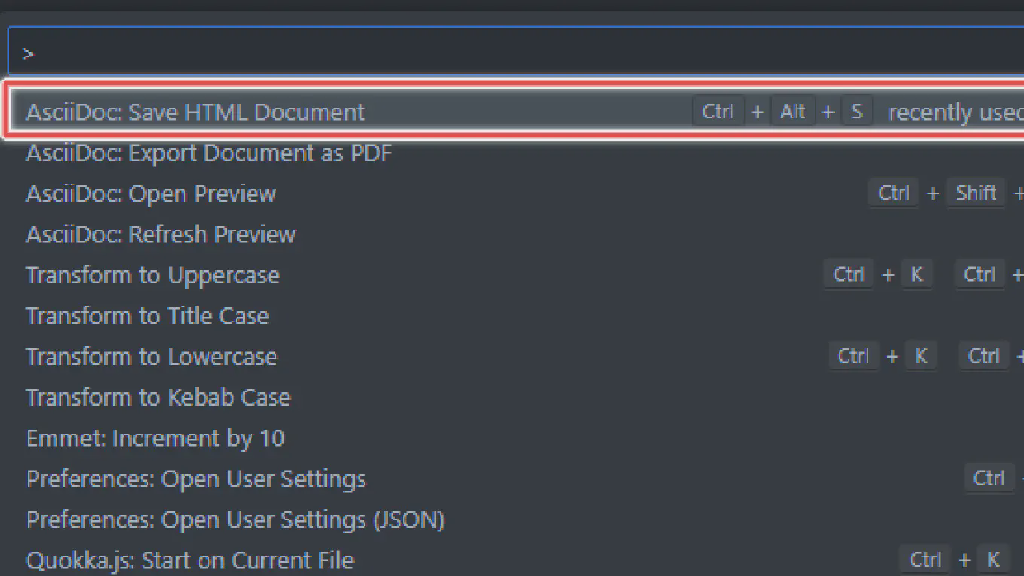 >
AsciiDoc: Save HTML Document Ctrl + Alt + S recently used
AsciiDoc: Export Document as PDF
AsciiDoc: Open Preview Ctrl + Shift +
AsciiDoc: Refresh Preview
Transform to Uppercase Ctrl + K Ctrl +
Transform to Title Case
Transform to Lowercase Ctrl + K Ctrl +
Transform to Kebab Case
Emmet: Increment by 10
Preferences: Open User Settings Ctrl
Preferences: Open User Settings (JSON)
Quokka.js: Start on Current File Ctrl + K